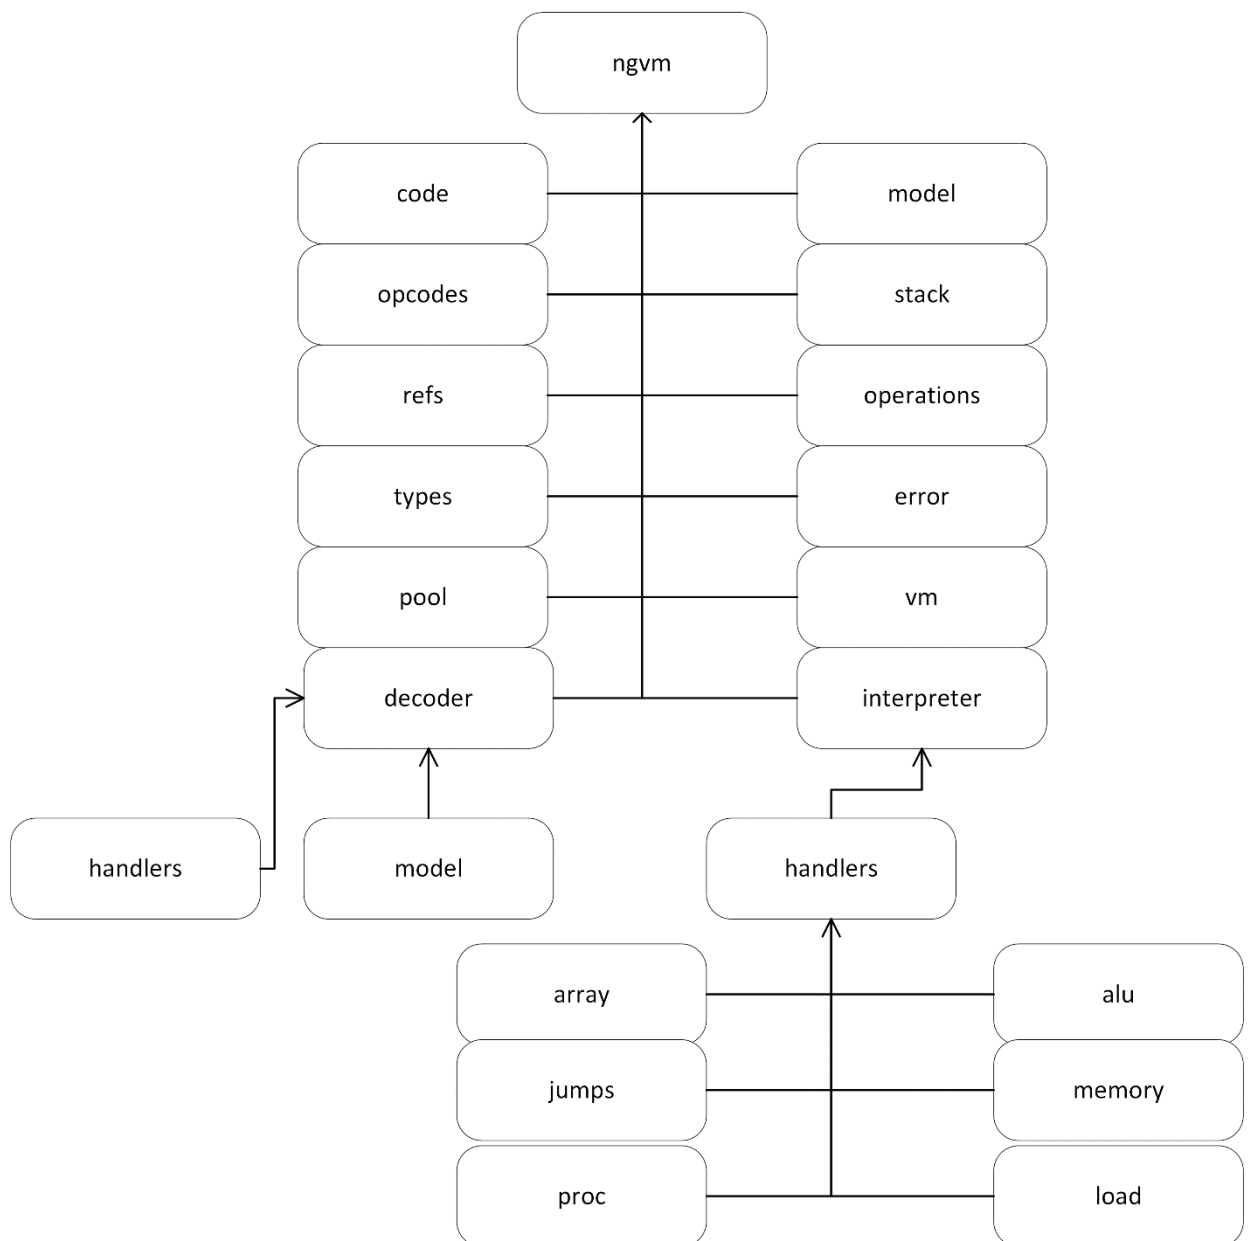 ngvm
code
model
opcodes
stack
refs
operations
types
error
pool
vm
decoder
interpreter
handlers
model
handlers
array
alu
jumps
memory
proc
load